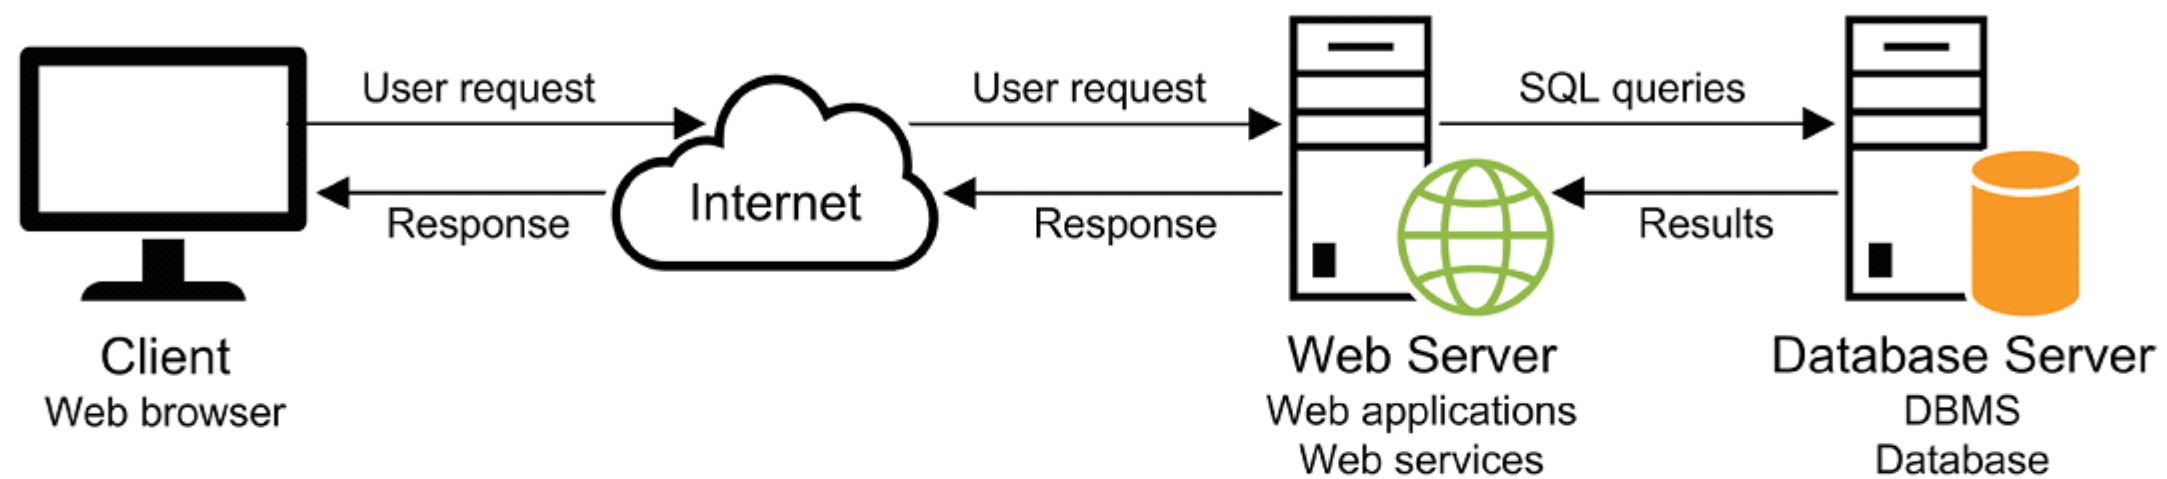 User request
User request
SQL queries
Internet
Response
Response
Results
Client
Web browser
Web Server
Web applications
Web services
Database Server
DBMS
Database